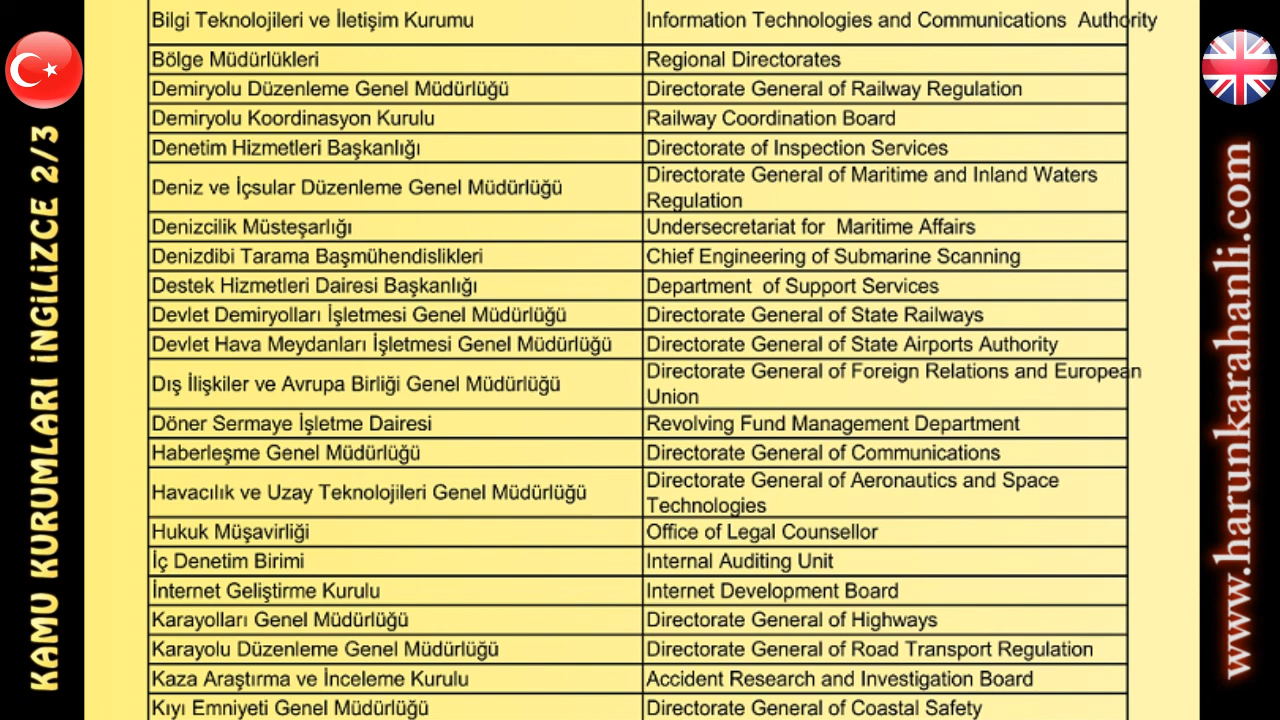 KAMU KURUMLARI İNGİLİZCE 2/3
Bilgi Teknolojileri ve İletişim Kurumu Information Technologies and Communications Authority
Bölge Müdürlükleri Regional Directorates
Demiryolu Düzenleme Genel Müdürlüğü Directorate General of Railway Regulation
Demiryolu Koordinasyon Kurulu Railway Coordination Board
Denetim Hizmetleri Başkanlığı Directorate of Inspection Services
Deniz ve İçsular Düzenleme Genel Müdürlüğü Directorate General of Maritime and Inland Waters
Regulation
Denizcilik Müsteşarlığı Undersecretariat for Maritime Affairs
Denizdibi Tarama Başmühendislikleri Chief Engineering of Submarine Scanning
Destek Hizmetleri Dairesi Başkanlığı Department of Support Services
Devlet Demiryolları İşletmesi Genel Müdürlüğü Directorate General of State Railways
Devlet Hava Meydanları İşletmesi Genel Müdürlüğü Directorate General of State Airports Authority
Dış İlişkiler ve Avrupa Birliği Genel Müdürlüğü Directorate General of Foreign Relations and European
Union
Döner Sermaye İşletme Dairesi Revolving Fund Management Department
Haberleşme Genel Müdürlüğü Directorate General of Communications
Havacılık ve Uzay Teknolojileri Genel Müdürlüğü Directorate General of Aeronautics and Space
Technologies
Hukuk Müşavirliği Office of Legal Counsellor
İç Denetim Birimi Internal Auditing Unit
İnternet Geliştirme Kurulu Internet Development Board
Karayolları Genel Müdürlüğü Directorate General of Highways
Karayolu Düzenleme Genel Müdürlüğü Directorate General of Road Transport Regulation
Kaza Araştırma ve İnceleme Kurulu Accident Research and Investigation Board
Kıyı Emniyeti Genel Müdürlüğü Directorate General of Coastal Safety
www.harunkarahanli.com